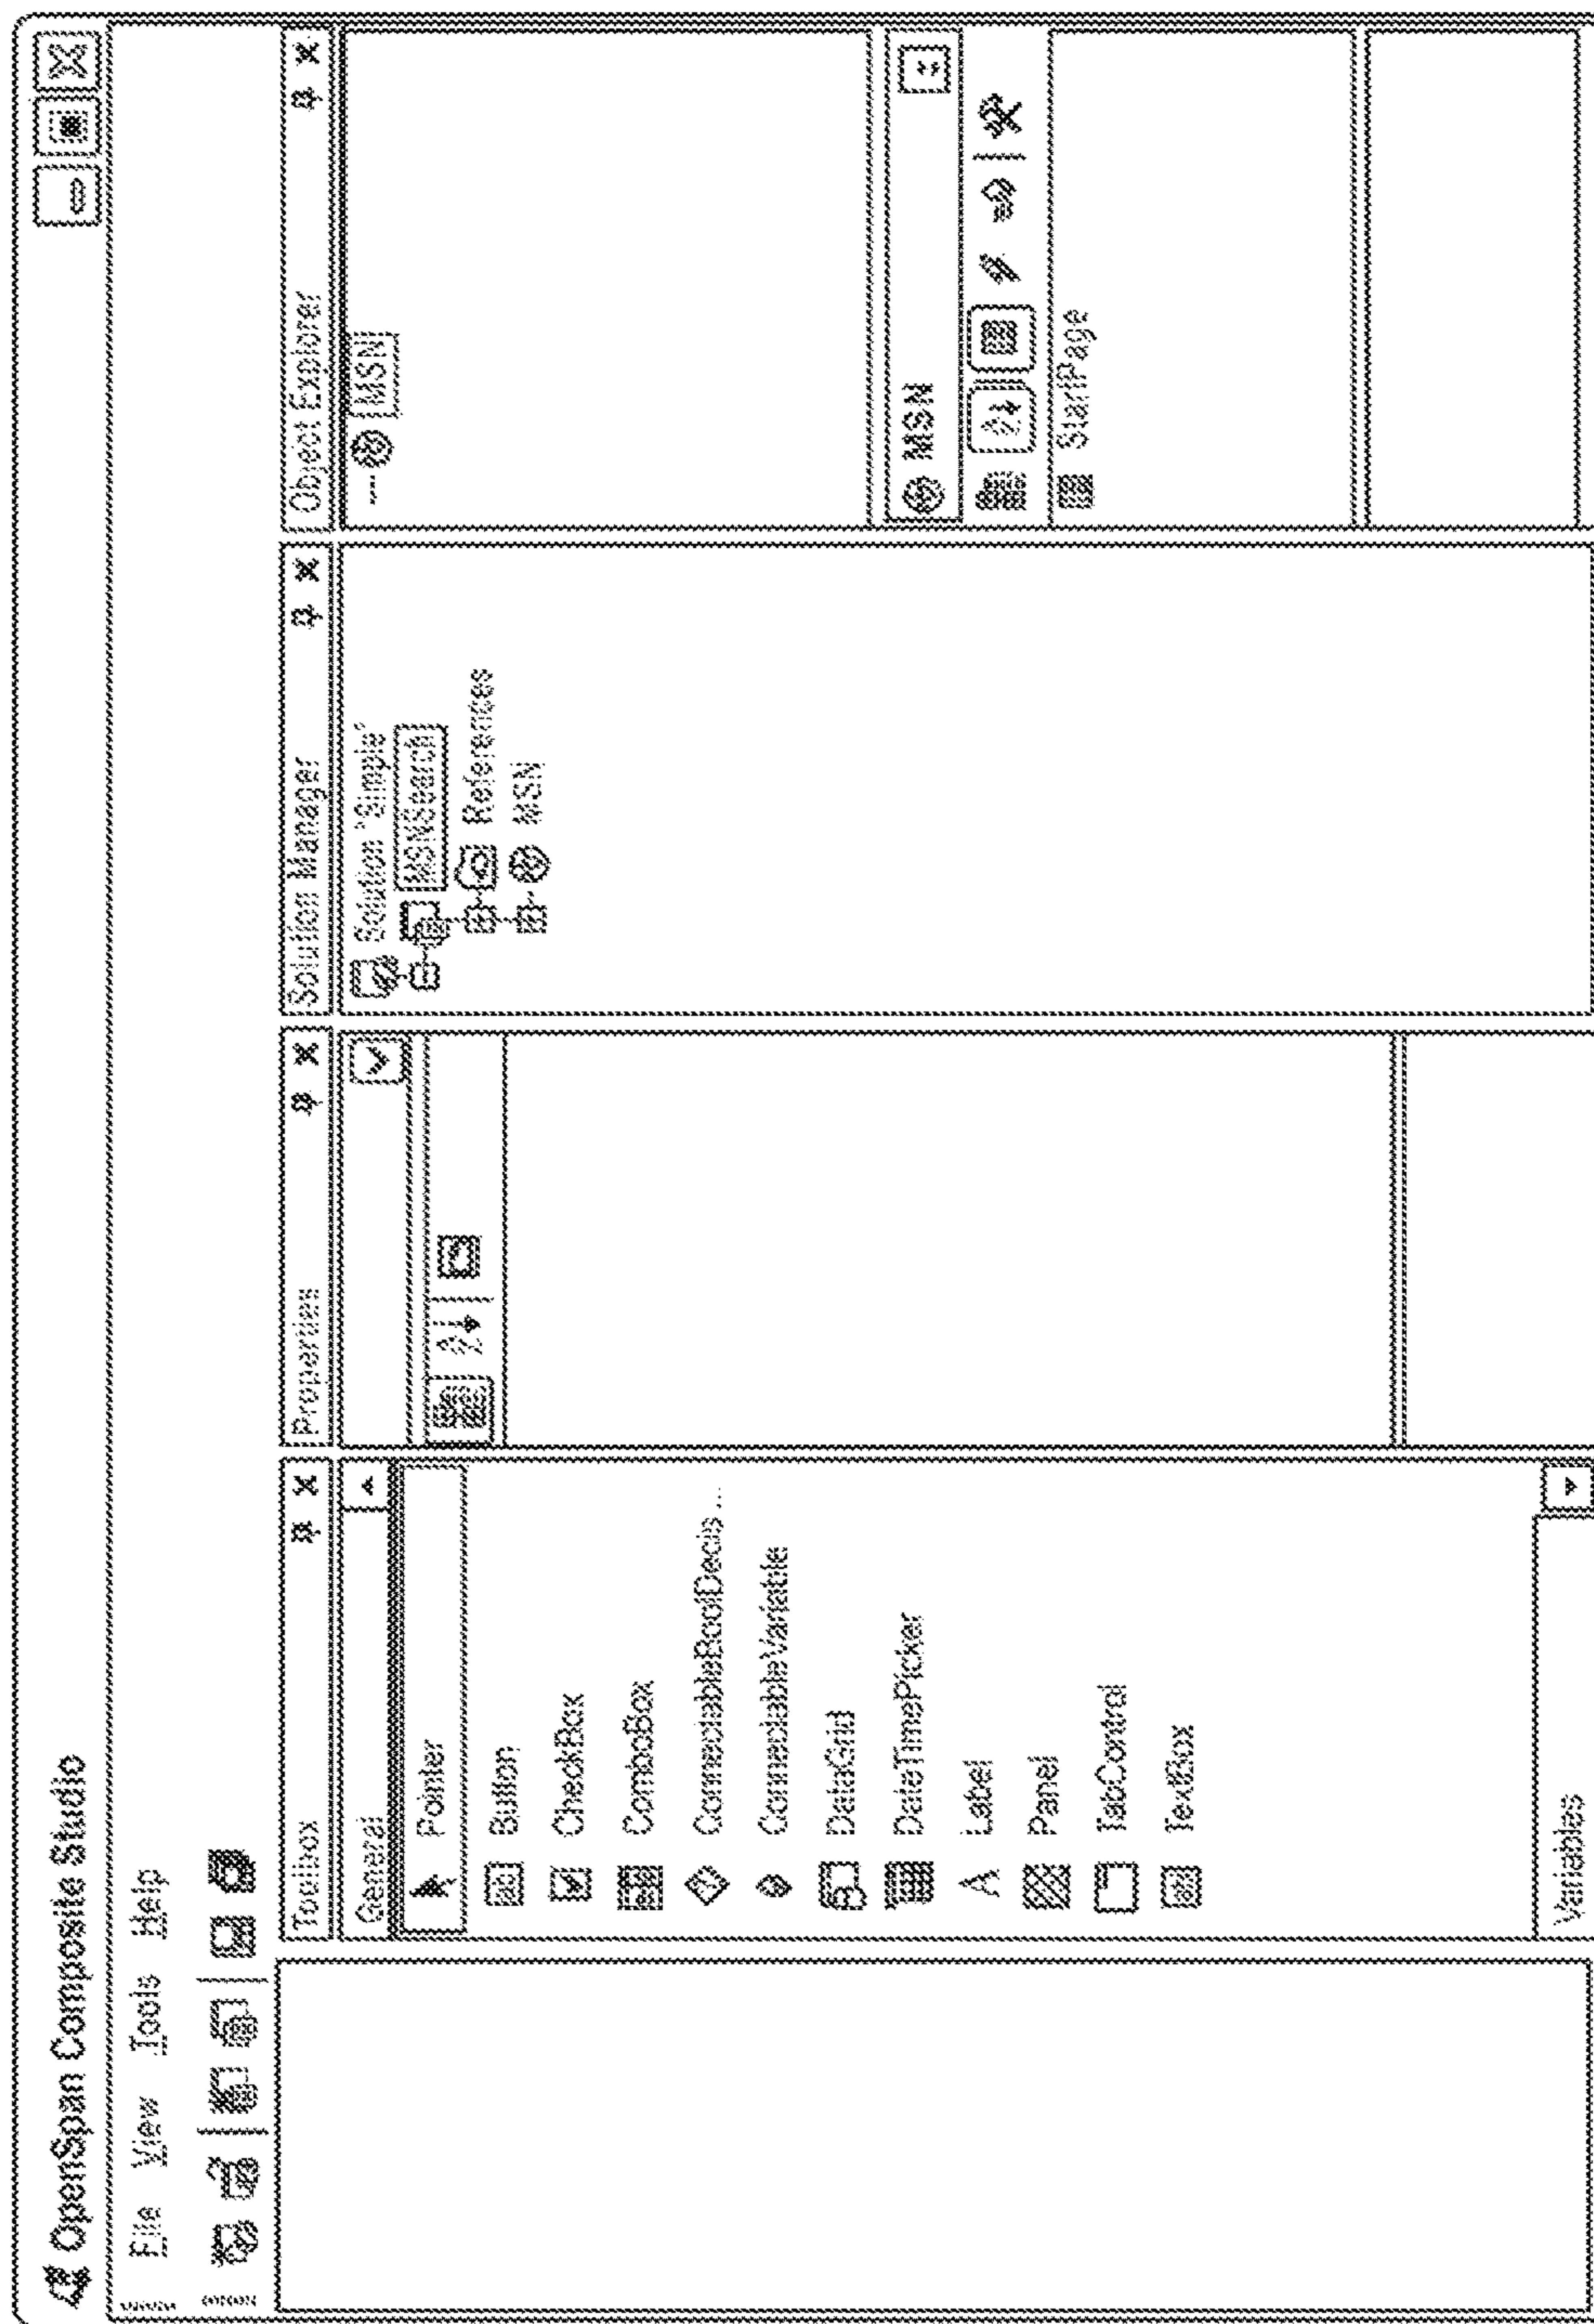 OpenSpan Composite Studio
File View Tools Help
Toolbox
General
Pointer
Button
CheckBox
ComboBox
ConnectableBoolDecis ...
ConnectableVariable
DataGrid
DateTimePicker
Label
Panel
TabControl
TextBox
Variables
Properties
Solution Manager
Solution "Simple"
MSNSearch
References
MSN
Object Explorer
MSN
MSN
StartPage